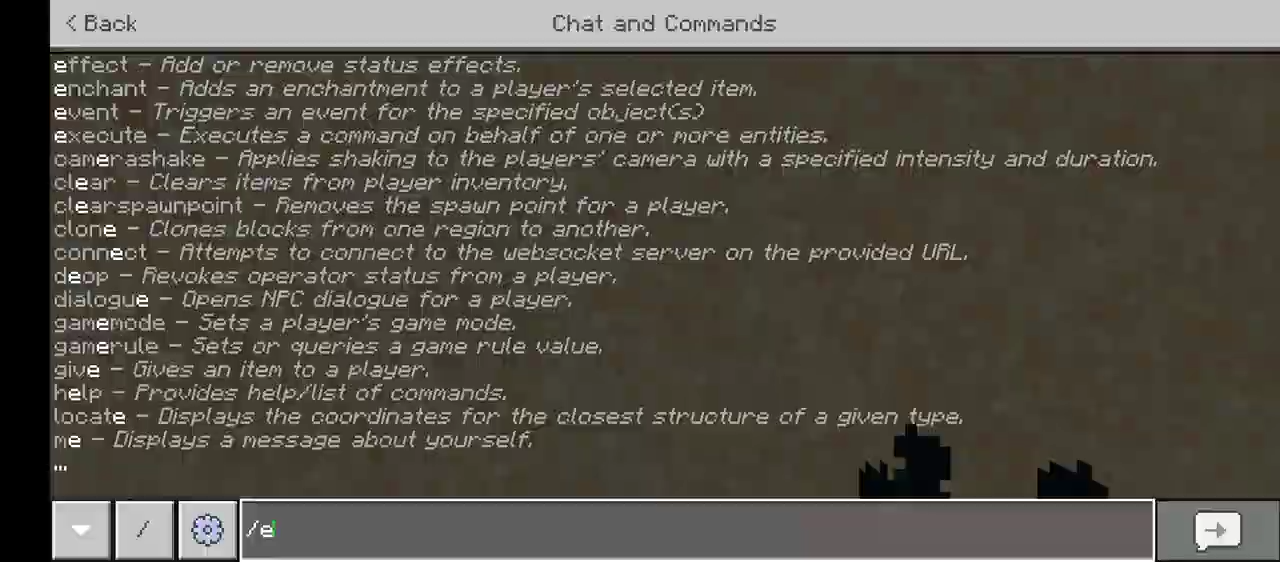 Back
Chat and Commands
effect - Add or remove status effects.
enchant - Adds an enchantment to a player's selected item.
event - Triggers an event for the specified object(s)
execute - Executes a command on behalf of one or more entities.
camerashake - Applies shaking to the players' camera with a specified intensity and duration.
clear - Clears items from player inventory.
clearspawnpoint - Removes the spawn point for a player.
clone - Clones blocks from one region to another.
connect - Attempts to connect to the websocket server on the provided URL.
deop - Revokes operator status from a player.
dialogue - Opens NPC dialogue for a player.
gamemode - Sets a player's game mode.
gamerule - Sets or queries a game rule value.
give - Gives an item to a player.
help - Provides help/list of commands.
locate - Displays the coordinates for the closest structure of a given type.
me - Displays a message about yourself.
...
/
/e